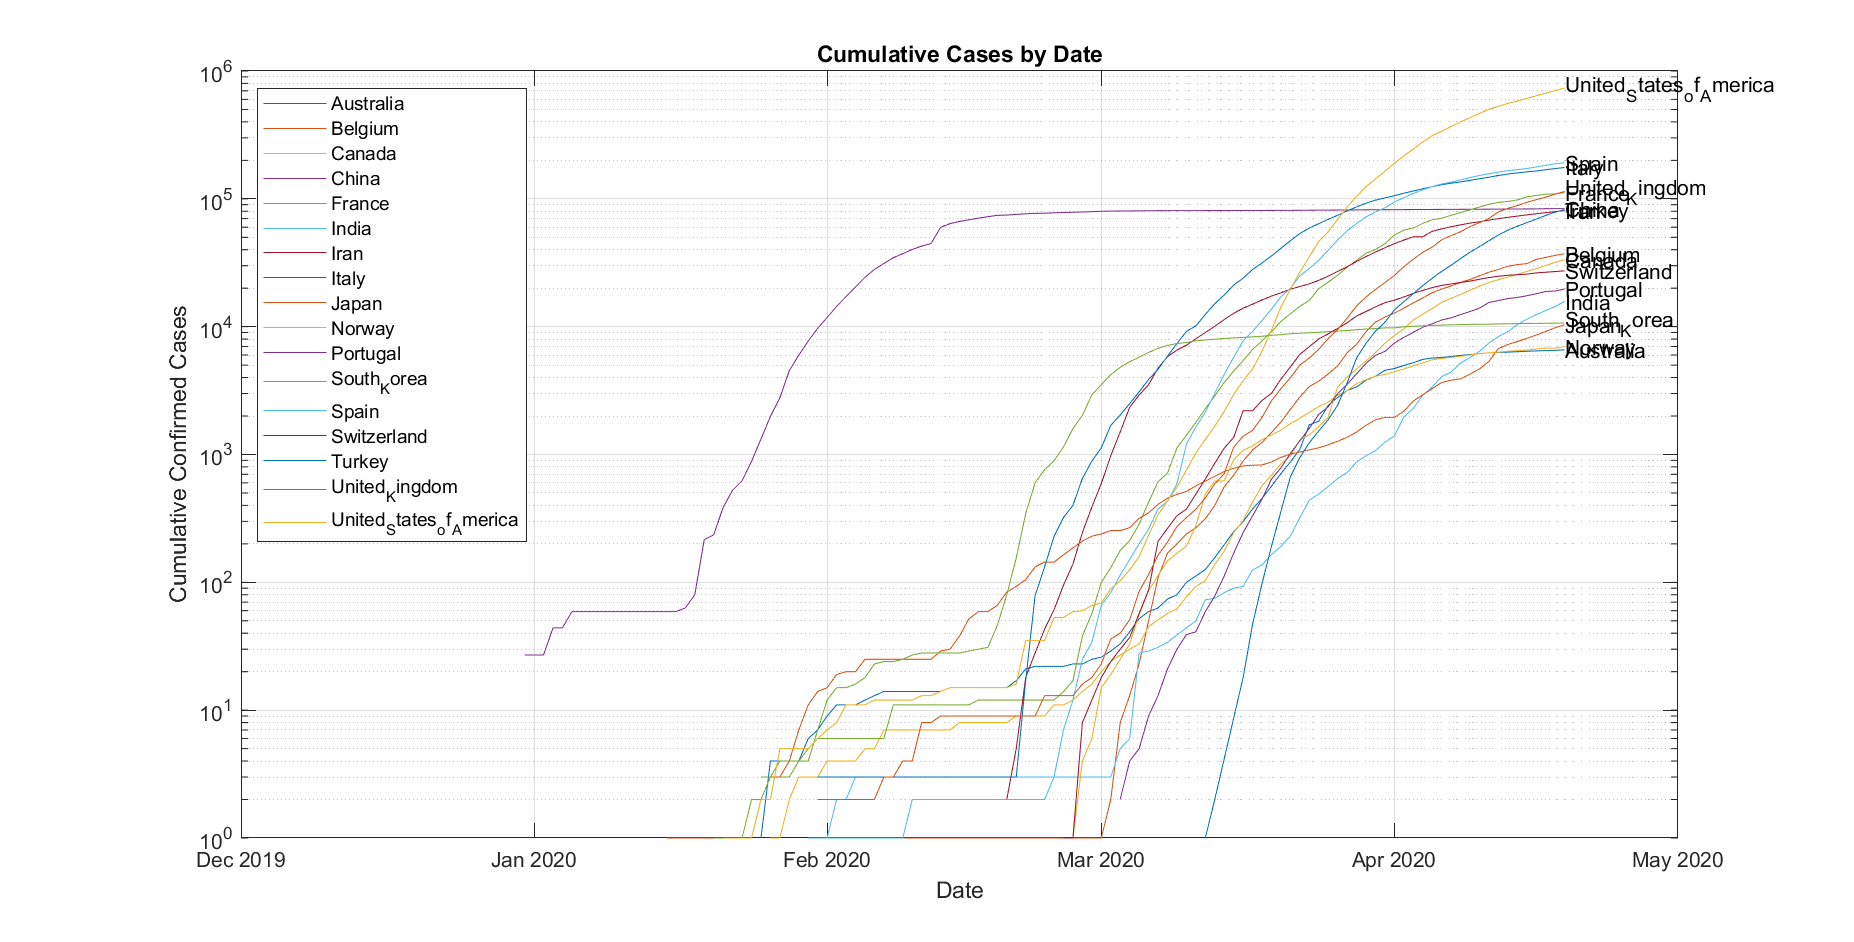 Cumulative Cases by Date
10^6
10^5
10^4
10^3
10^2
10^1
10^0
Cumulative Confirmed Cases
Australia
Belgium
Canada
China
France
India
Iran
Italy
Japan
Norway
Portugal
South_Korea
Spain
Switzerland
Turkey
United_Kingdom
United_States_of_America
United_States_of_America
Spain
Italy
United_Kingdom
France
China
Iran
Turkey
Belgium
Canada
Switzerland
Portugal
India
South_Korea
Japan
Norway
Australia
Dec 2019
Jan 2020
Feb 2020
Mar 2020
Apr 2020
May 2020
Date